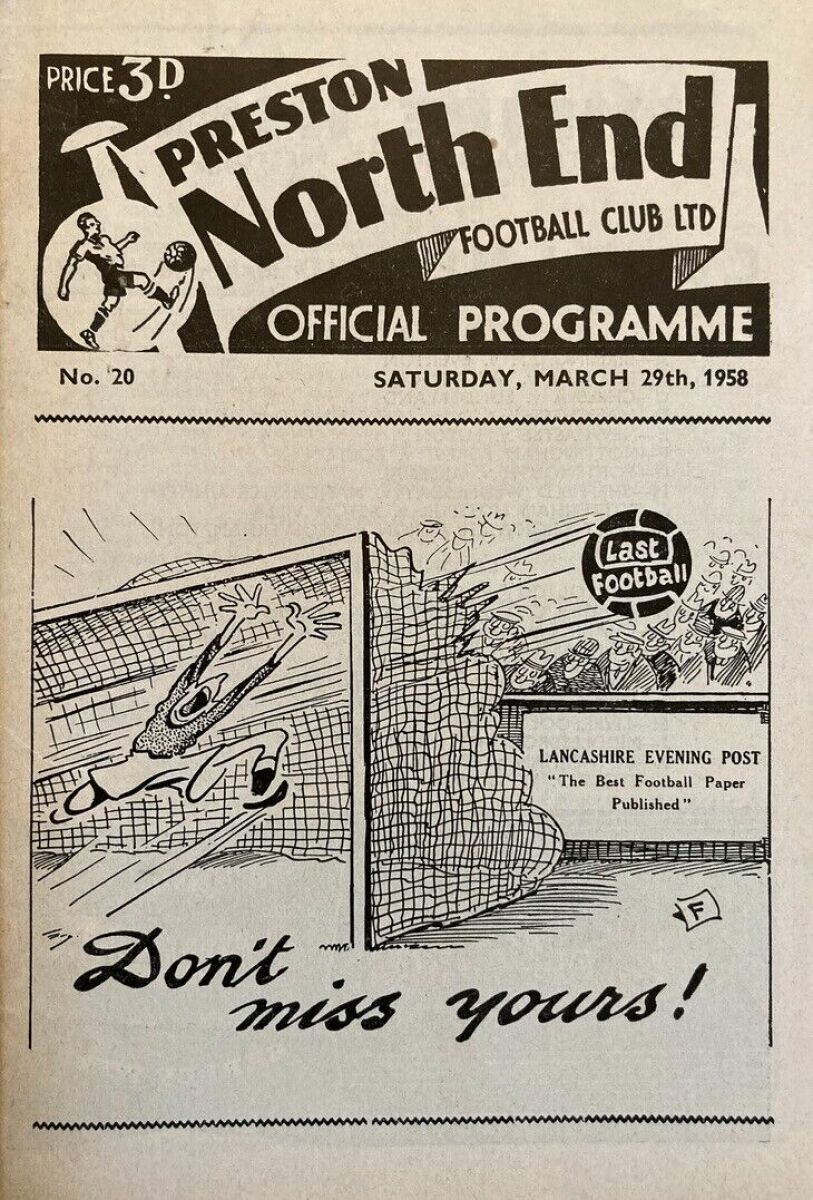 PRICE 3D.
PRESTON
North End
FOOTBALL CLUB LTD
OFFICIAL PROGRAMME
No. 20
SATURDAY, MARCH 29th, 1958
Last
Football
LANCASHIRE EVENING POST
"The Best Football Paper
Published"
F
Don't
miss yours!